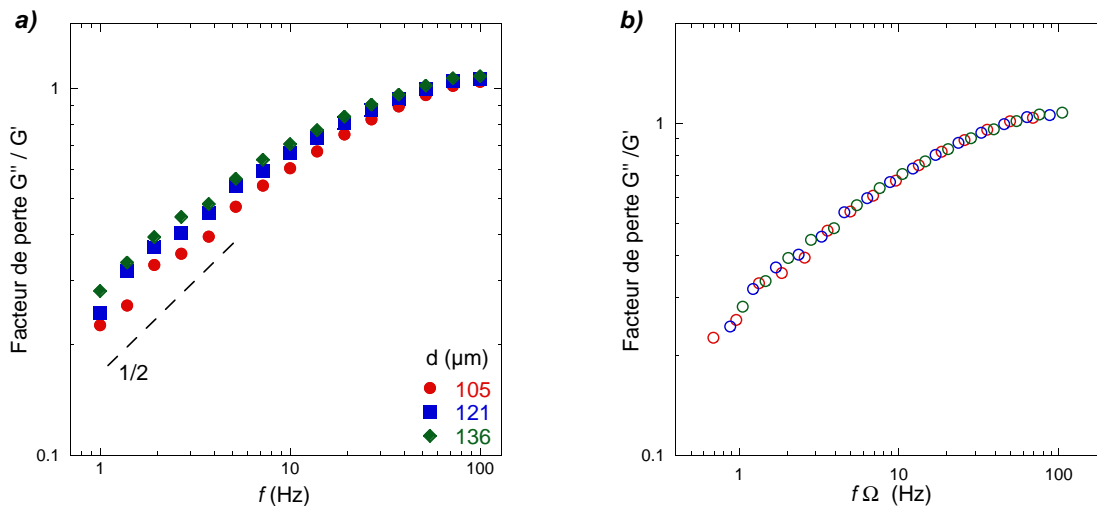 a)
Facteur de perte G'' / G'
1
0.1
1/2
d (µm)
105
121
136
1
10
100
f (Hz)
b)
Facteur de perte G'' /G'
1
0.1
1
10
100
f Ω (Hz)